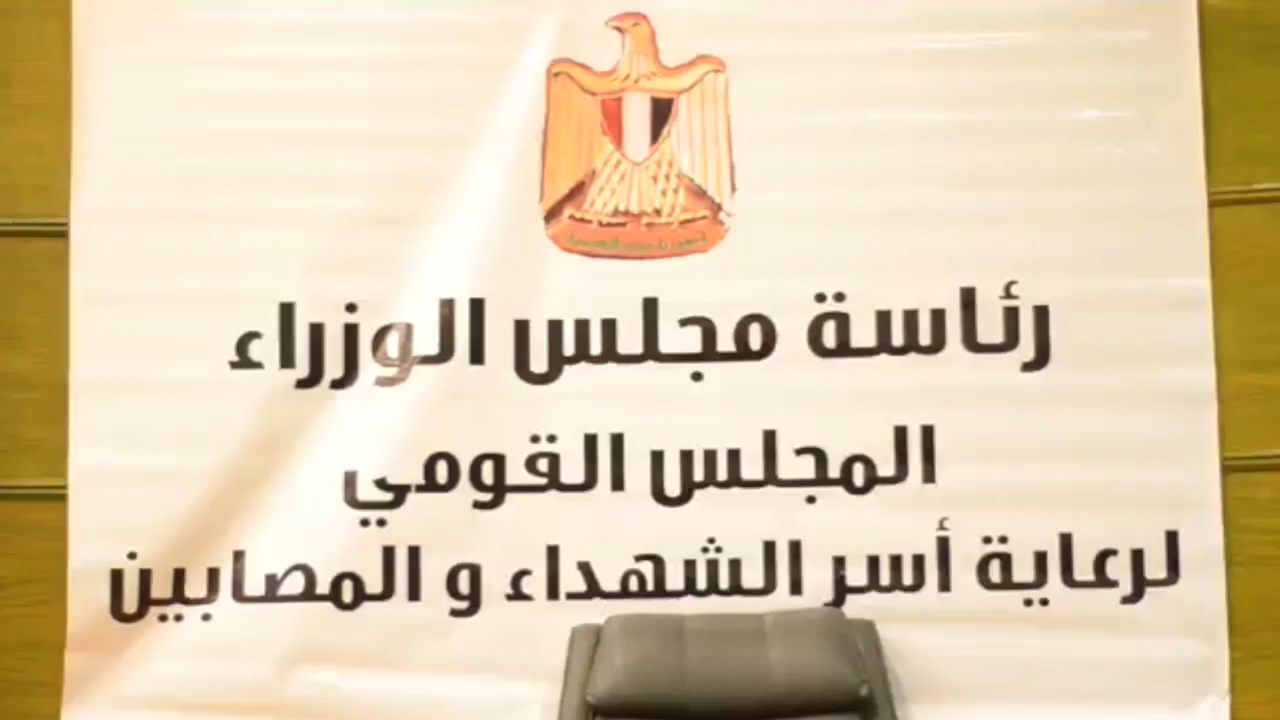 رئاسة مجلس الوزراء
المجلس القومي
لرعاية أسر الشهداء و المصابين